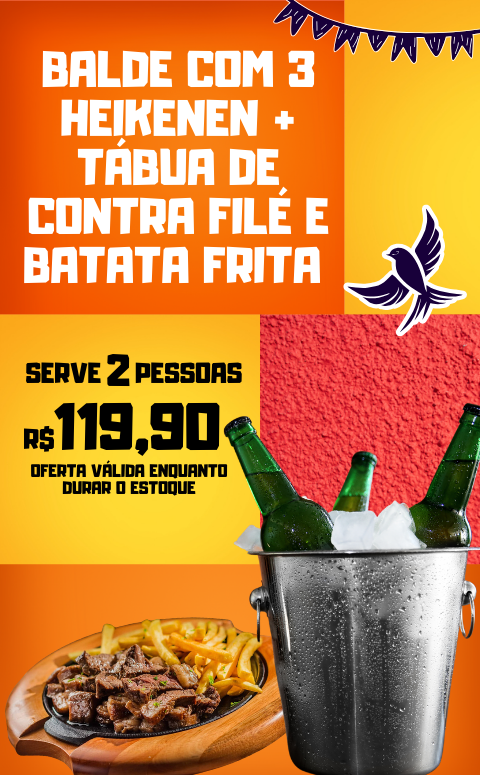 BALDE COM 3
HEIKENEN +
TÁBUA DE
CONTRA FILÉ E
BATATA FRITA
SERVE 2 PESSOAS
R$119,90
OFERTA VÁLIDA ENQUANTO
DURAR O ESTOQUE